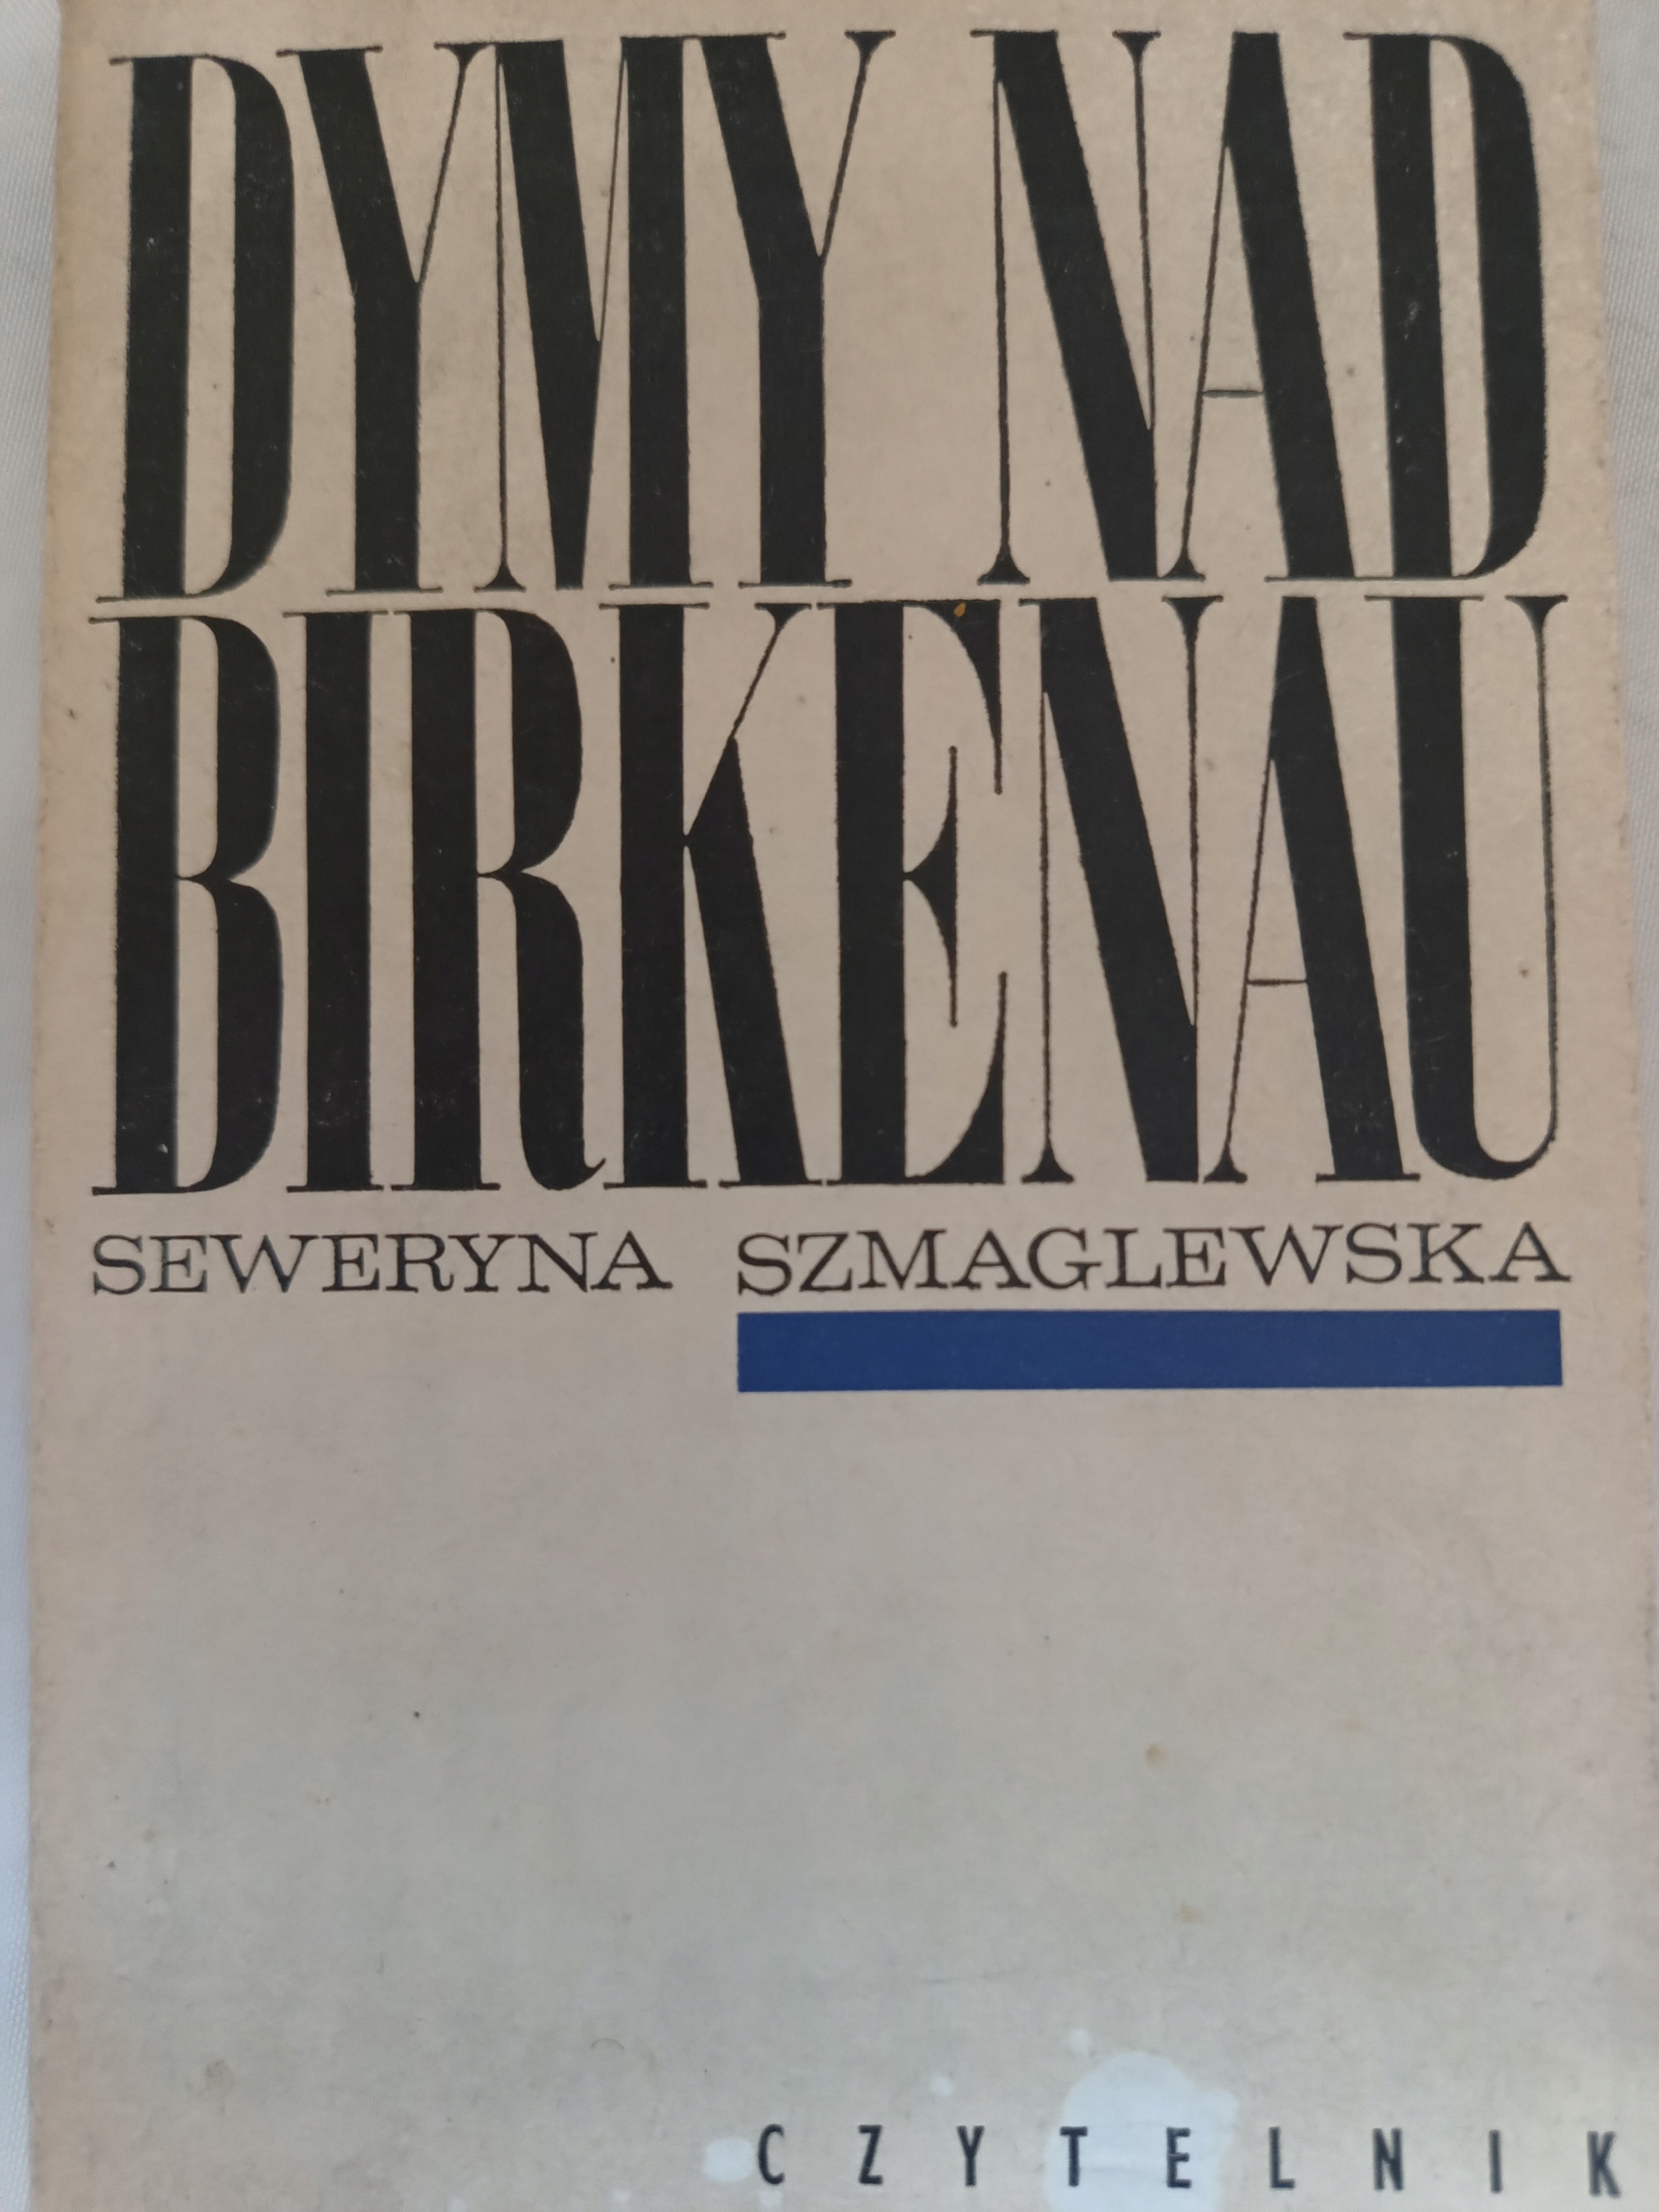 DYMY NAD
BIRKENAU
SEWERYNA SZMAGLEWSKA
CZYTELNIK